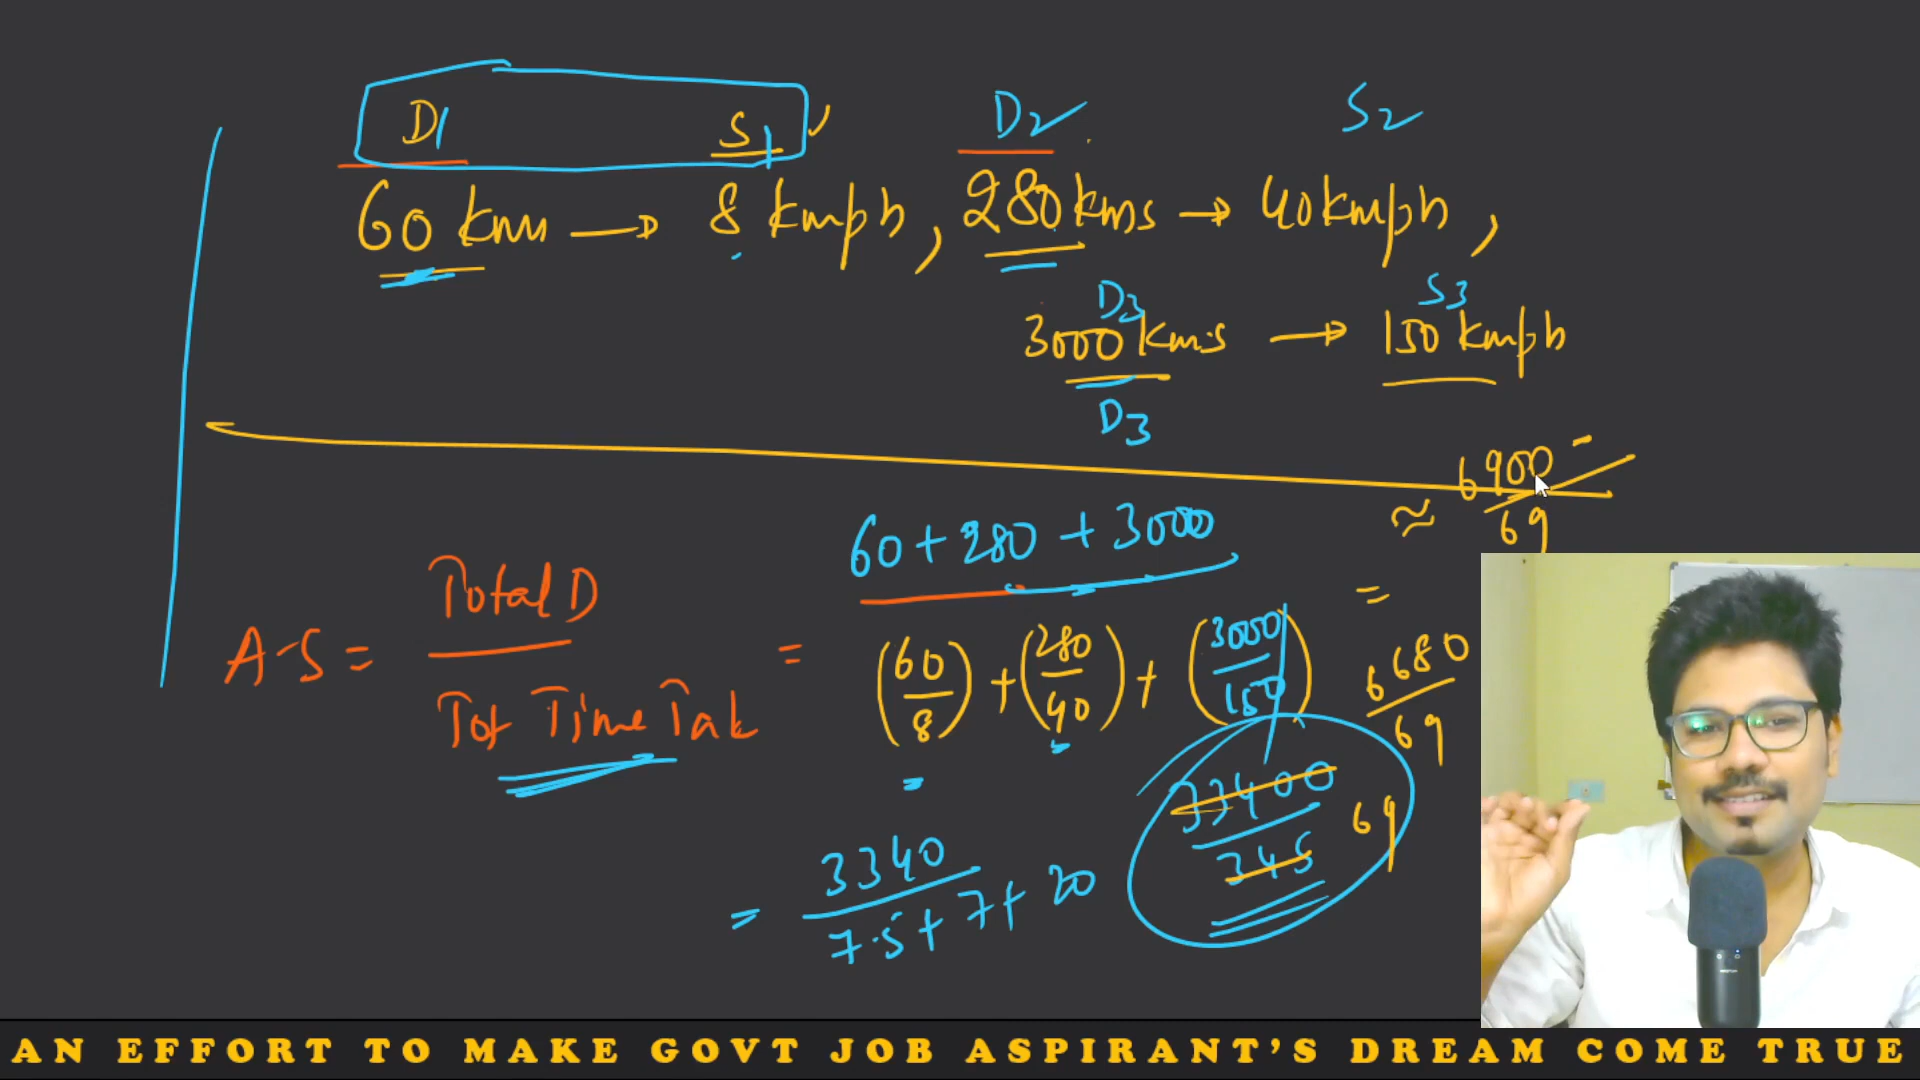 D1 S1 D2 S2
60 km → 8 kmph, 280 kms → 40 kmph,
D3 S3
3000 kms → 150 kmph
D3
≈ 6900 / 69
A.S = Total D / Tot Time Tak = 60 + 280 + 3000 / (60/8) + (280/40) + (3000/150) = 6680 / 69
= 3340 / 7.5 + 7 + 20
33400 / 345 69
AN EFFORT TO MAKE GOVT JOB ASPIRANT'S DREAM COME TRUE